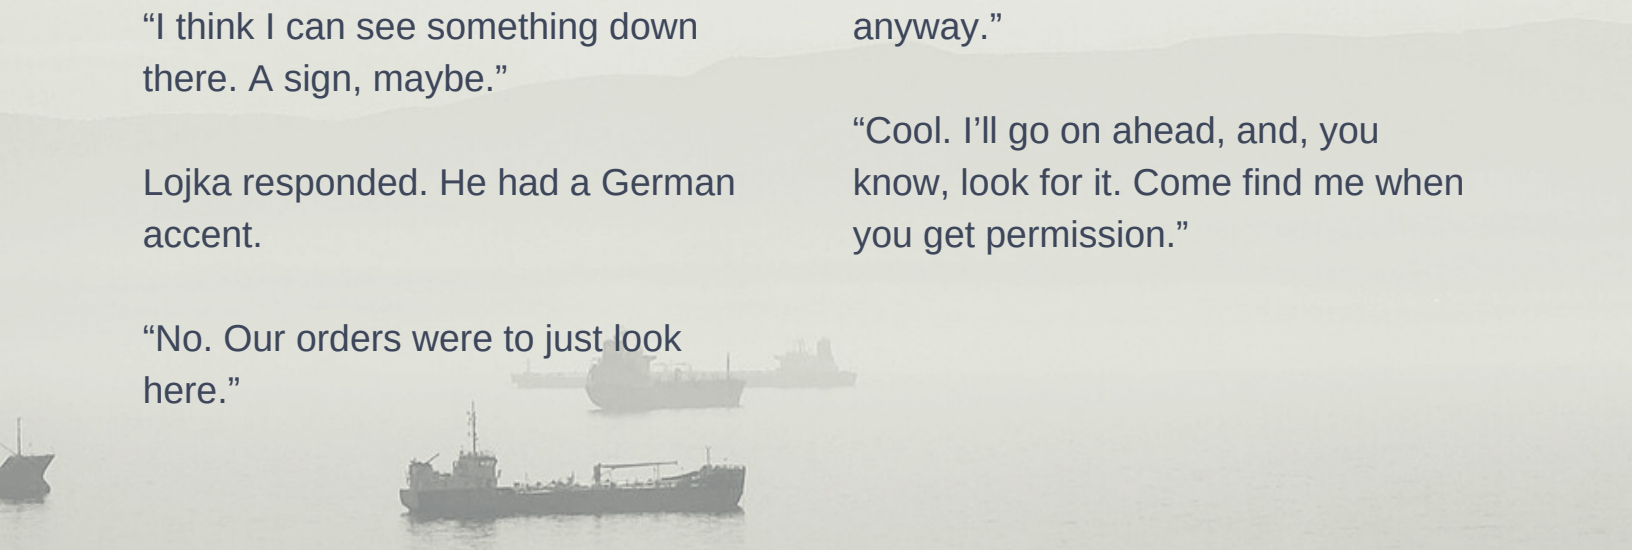 “I think I can see something down
there. A sign, maybe.”
Lojka responded. He had a German
accent.
“No. Our orders were to just look
here.”
anyway.”
“Cool. I’ll go on ahead, and, you
know, look for it. Come find me when
you get permission.”